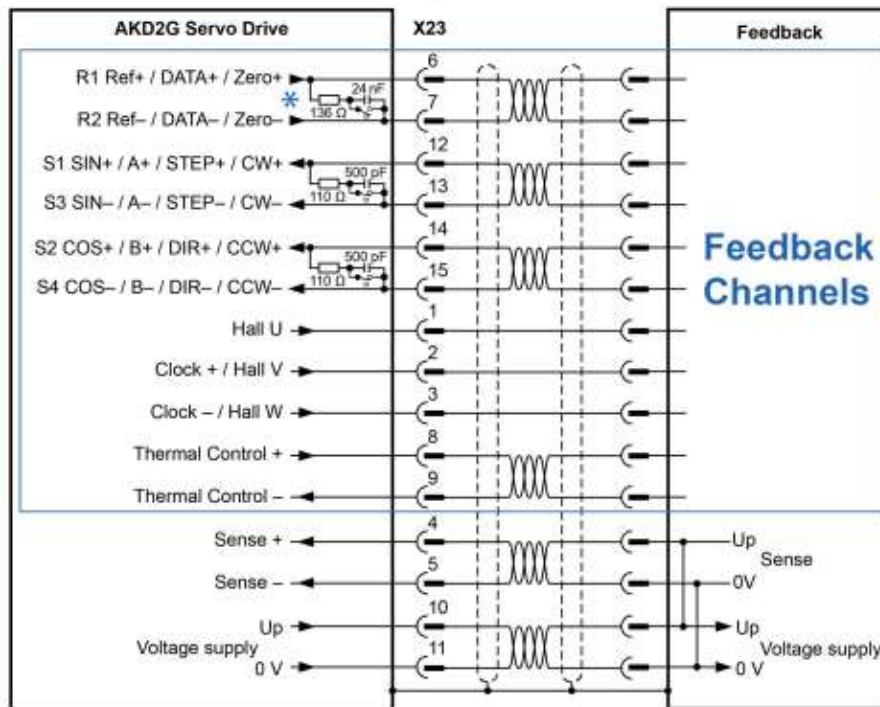 AKD2G Servo Drive X23 Feedback
R1 Ref+ / DATA+ / Zero+ 6
* 136 Ω 24 nF
R2 Ref– / DATA– / Zero– 7
S1 SIN+ / A+ / STEP+ / CW+ 12
110 Ω 500 pF
S3 SIN– / A– / STEP– / CW– 13
S2 COS+ / B+ / DIR+ / CCW+ 14
110 Ω 500 pF
S4 COS– / B– / DIR– / CCW– 15
Feedback
Channels
Hall U 1
Clock + / Hall V 2
Clock – / Hall W 3
Thermal Control + 8
Thermal Control – 9
Sense + 4 Up
Sense
Sense – 5 0V
Up 10 Up
Voltage supply Voltage supply
0 V 11 0 V